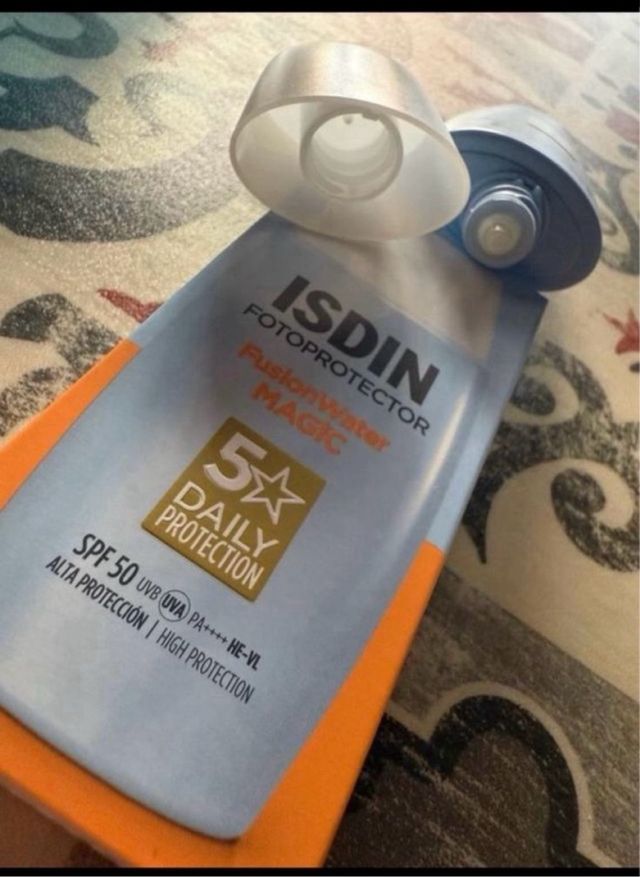 ISDIN
FOTOPROTECTOR
FusionWater
MAGIC
5☆
DAILY
PROTECTION
SPF 50 UVB UVA PA++++ HE-VL
ALTA PROTECCIÓN | HIGH PROTECTION